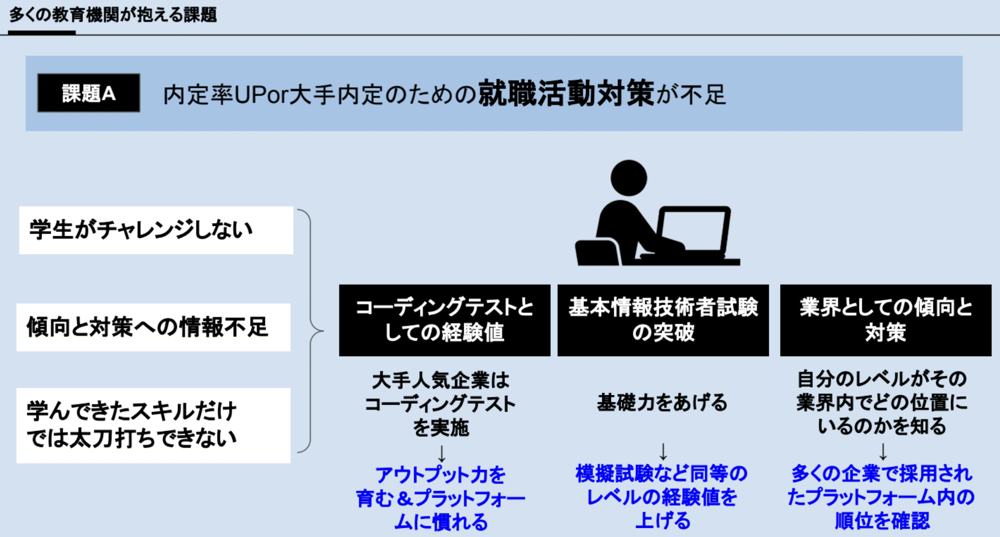 多くの教育機関が抱える課題
課題A
内定率UPor大手内定のための就職活動対策が不足
学生がチャレンジしない
傾向と対策への情報不足
学んできたスキルだけ
では太刀打ちできない
コーディングテストと
しての経験値
大手人気企業は
コーディングテスト
を実施
↓
アウトプット力を
育む&プラットフォー
ムに慣れる
基本情報技術者試験
の突破
基礎力をあげる
↓
模擬試験など同等の
レベルの経験値を
上げる
業界としての傾向と
対策
自分のレベルがその
業界内でどの位置に
いるのかを知る
↓
多くの企業で採用され
たプラットフォーム内の
順位を確認